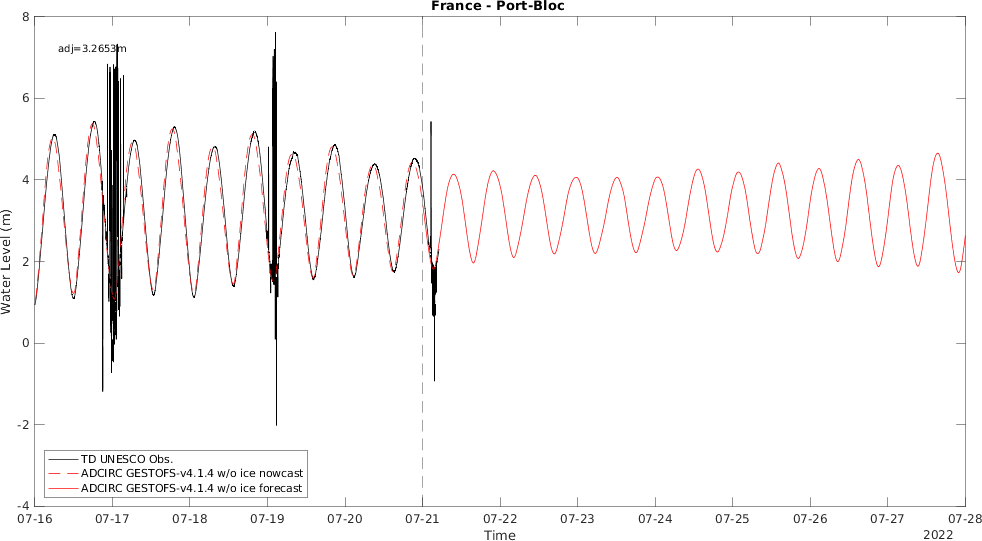 France - Port-Bloc
adj=3.2653m
Water Level (m)
8
6
4
2
0
-2
-4
TD UNESCO Obs.
ADCIRC GESTOFS-v4.1.4 w/o ice nowcast
ADCIRC GESTOFS-v4.1.4 w/o ice forecast
07-16 07-17 07-18 07-19 07-20 07-21 07-22 07-23 07-24 07-25 07-26 07-27 07-28
Time
2022